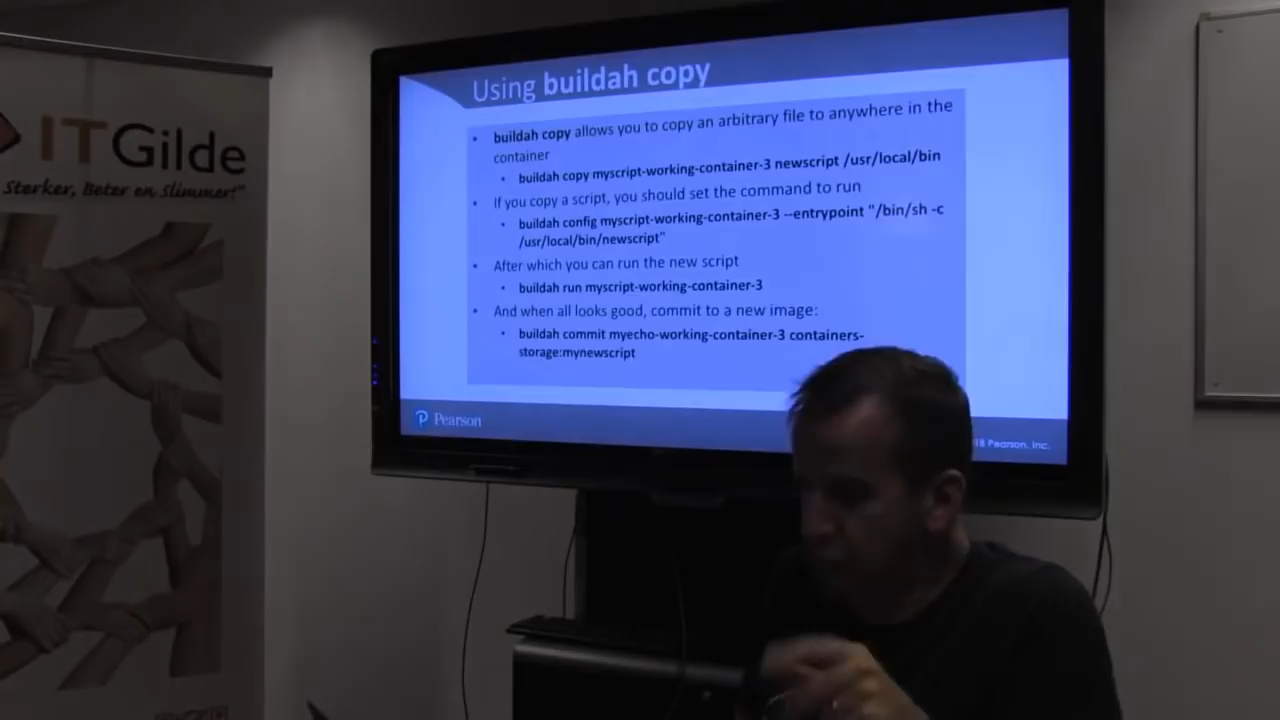 ITGilde
Sterker, Beter en Slimmer!"
Using buildah copy
• buildah copy allows you to copy an arbitrary file to anywhere in the
container
• buildah copy myscript-working-container-3 newscript /usr/local/bin
• If you copy a script, you should set the command to run
• buildah config myscript-working-container-3 --entrypoint "/bin/sh -c
/usr/local/bin/newscript"
• After which you can run the new script
• buildah run myscript-working-container-3
• And when all looks good, commit to a new image:
• buildah commit myecho-working-container-3 containers-
storage:mynewscript
Pearson
Pearson, Inc.